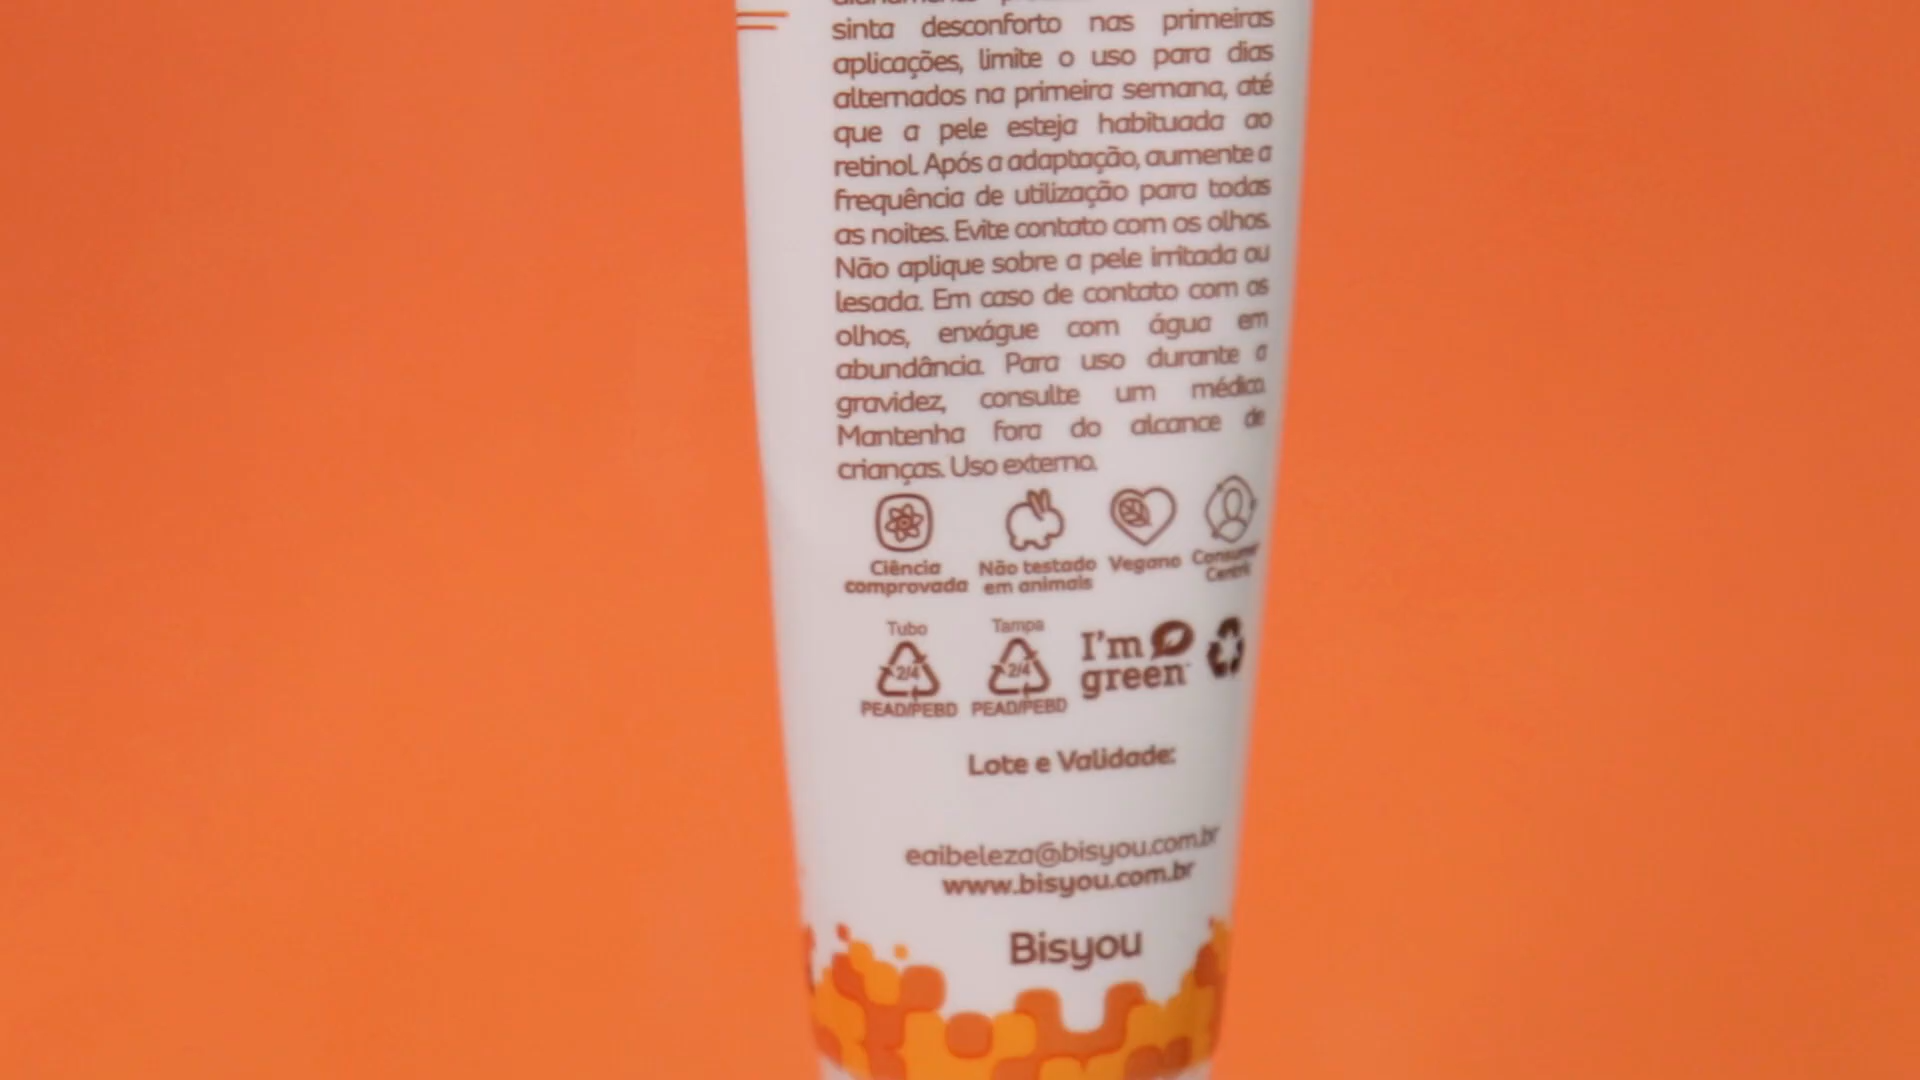 sinta desconforto nas primeiras
aplicações, limite o uso para dias
alternados na primeira semana, até
que a pele esteja habituada ao
retinol. Após a adaptação, aumente a
frequência de utilização para todas
as noites. Evite contato com os olhos.
Não aplique sobre a pele irritada ou
lesada. Em caso de contato com os
olhos, enxágue com água em
abundância. Para uso durante a
gravidez, consulte um médico.
Mantenha fora do alcance de
crianças. Uso externo.
Ciência comprovada
Não testado em animais
Vegano
Consumer Centric
Tubo
2/4
PEAD/PEBD
Tampa
2/4
PEAD/PEBD
I'm
green
Lote e Validade:
eaibeleza@bisyou.com.br
www.bisyou.com.br
Bisyou